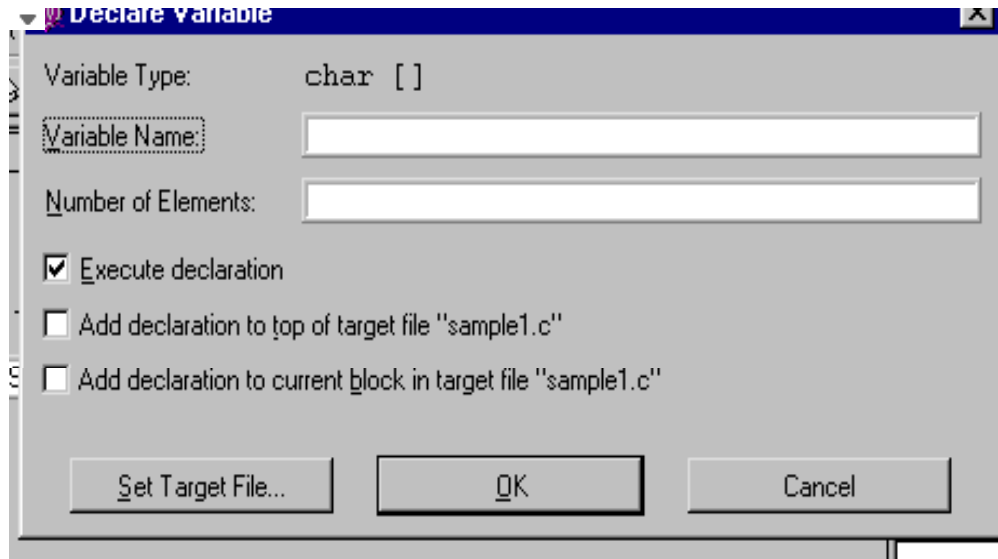 Declare Variable
Variable Type: char []
Variable Name:
Number of Elements:
Execute declaration
Add declaration to top of target file "sample1.c"
Add declaration to current block in target file "sample1.c"
Set Target File... OK Cancel